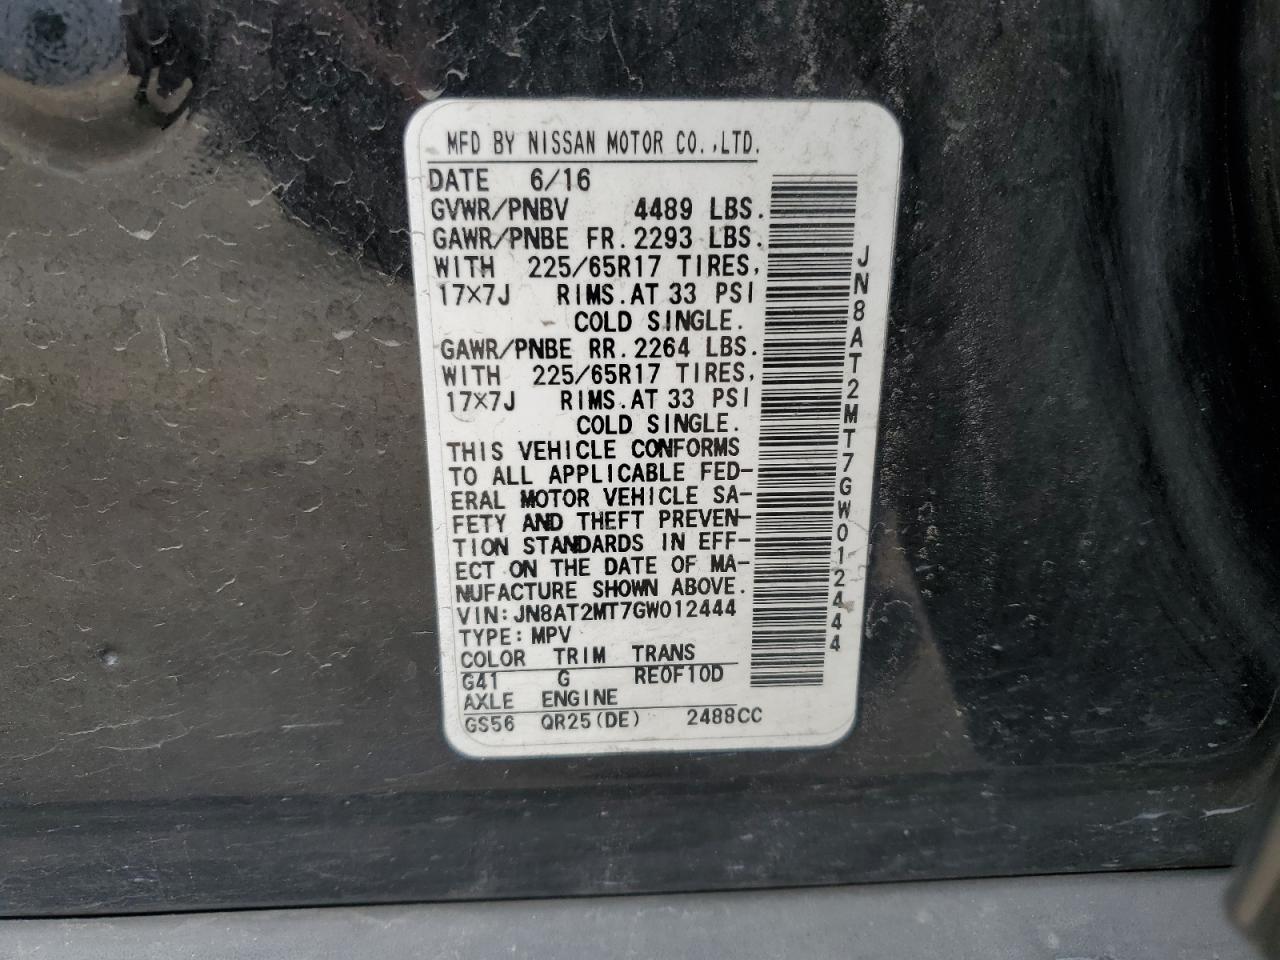 MFD BY NISSAN MOTOR CO.,LTD.
DATE 6/16
GVWR/PNBV 4489 LBS.
GAWR/PNBE FR. 2293 LBS.
WITH 225/65R17 TIRES,
17×7J RIMS. AT 33 PSI
COLD SINGLE.
GAWR/PNBE RR. 2264 LBS.
WITH 225/65R17 TIRES,
17×7J RIMS. AT 33 PSI
COLD SINGLE.
THIS VEHICLE CONFORMS
TO ALL APPLICABLE FED-
ERAL MOTOR VEHICLE SA-
FETY AND THEFT PREVEN-
TION STANDARDS IN EFF-
ECT ON THE DATE OF MA-
NUFACTURE SHOWN ABOVE.
VIN: JN8AT2MT7GW012444
TYPE: MPV
COLOR TRIM TRANS
G41 G RE0F10D
AXLE ENGINE
GS56 QR25(DE) 2488CC
JN8AT2MT7GW012444